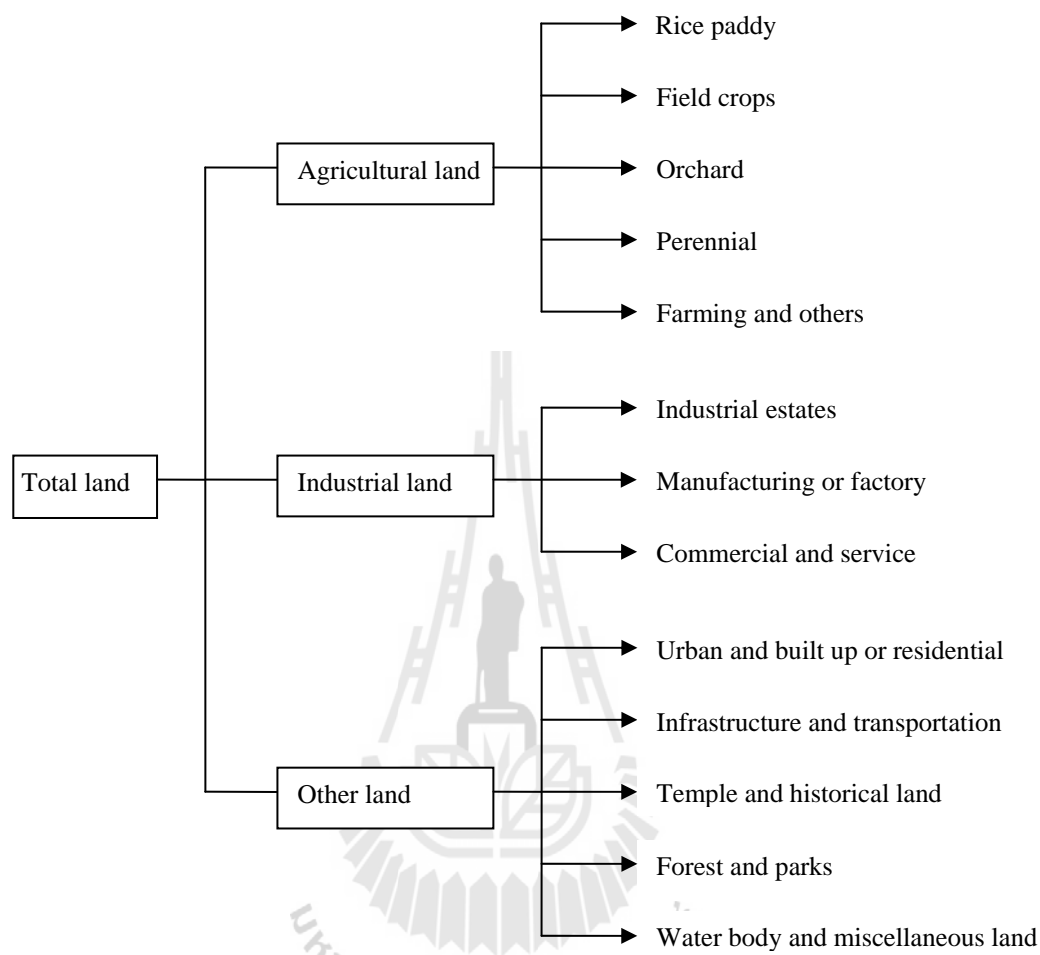 Rice paddy
Field crops
Agricultural land
Orchard
Perennial
Farming and others
Industrial estates
Total land
Industrial land
Manufacturing or factory
Commercial and service
Urban and built up or residential
Infrastructure and transportation
Other land
Temple and historical land
Forest and parks
Water body and miscellaneous land